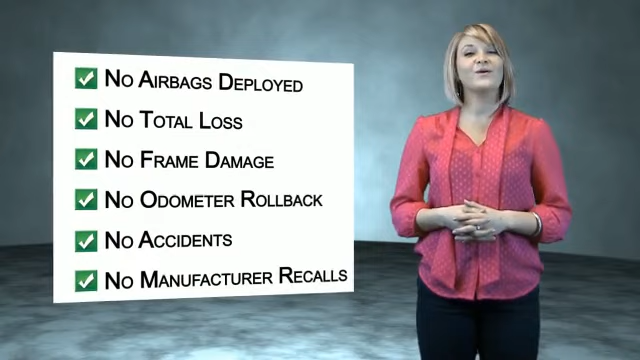 No Airbags Deployed
No Total Loss
No Frame Damage
No Odometer Rollback
No Accidents
No Manufacturer Recalls